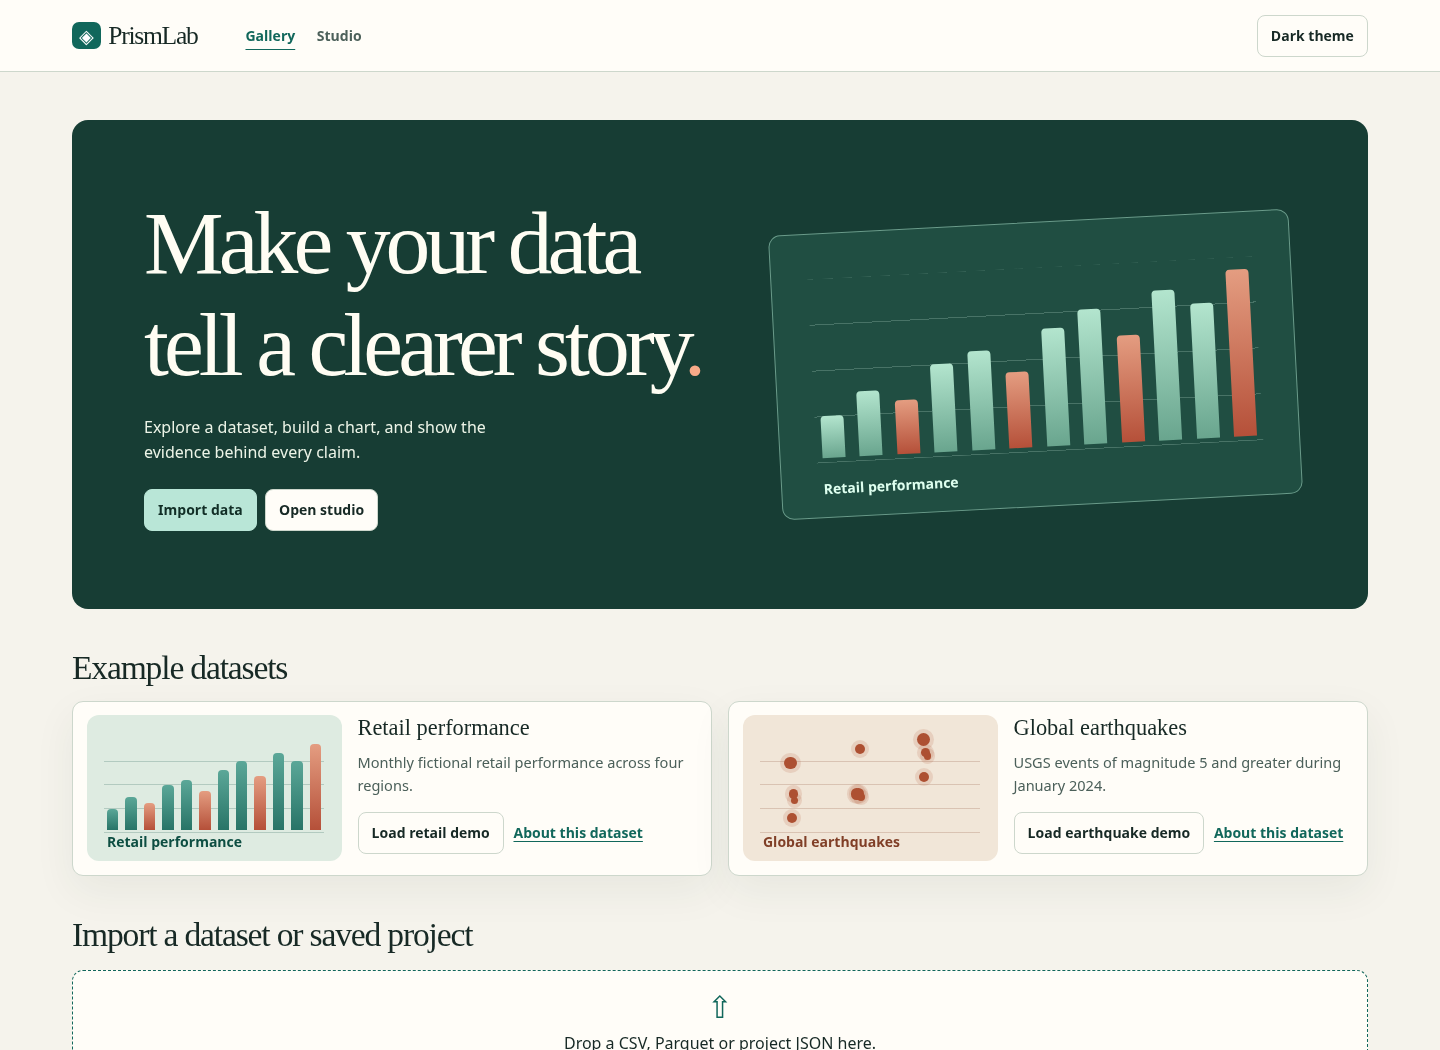 PrismLab
Gallery
Studio
Dark theme
Make your data
tell a clearer story.
Explore a dataset, build a chart, and show the
evidence behind every claim.
Import data
Open studio
Retail performance
Example datasets
Retail performance
Retail performance
Monthly fictional retail performance across four
regions.
Load retail demo
About this dataset
Global earthquakes
Global earthquakes
USGS events of magnitude 5 and greater during
January 2024.
Load earthquake demo
About this dataset
Import a dataset or saved project
Drop a CSV, Parquet or project JSON here.